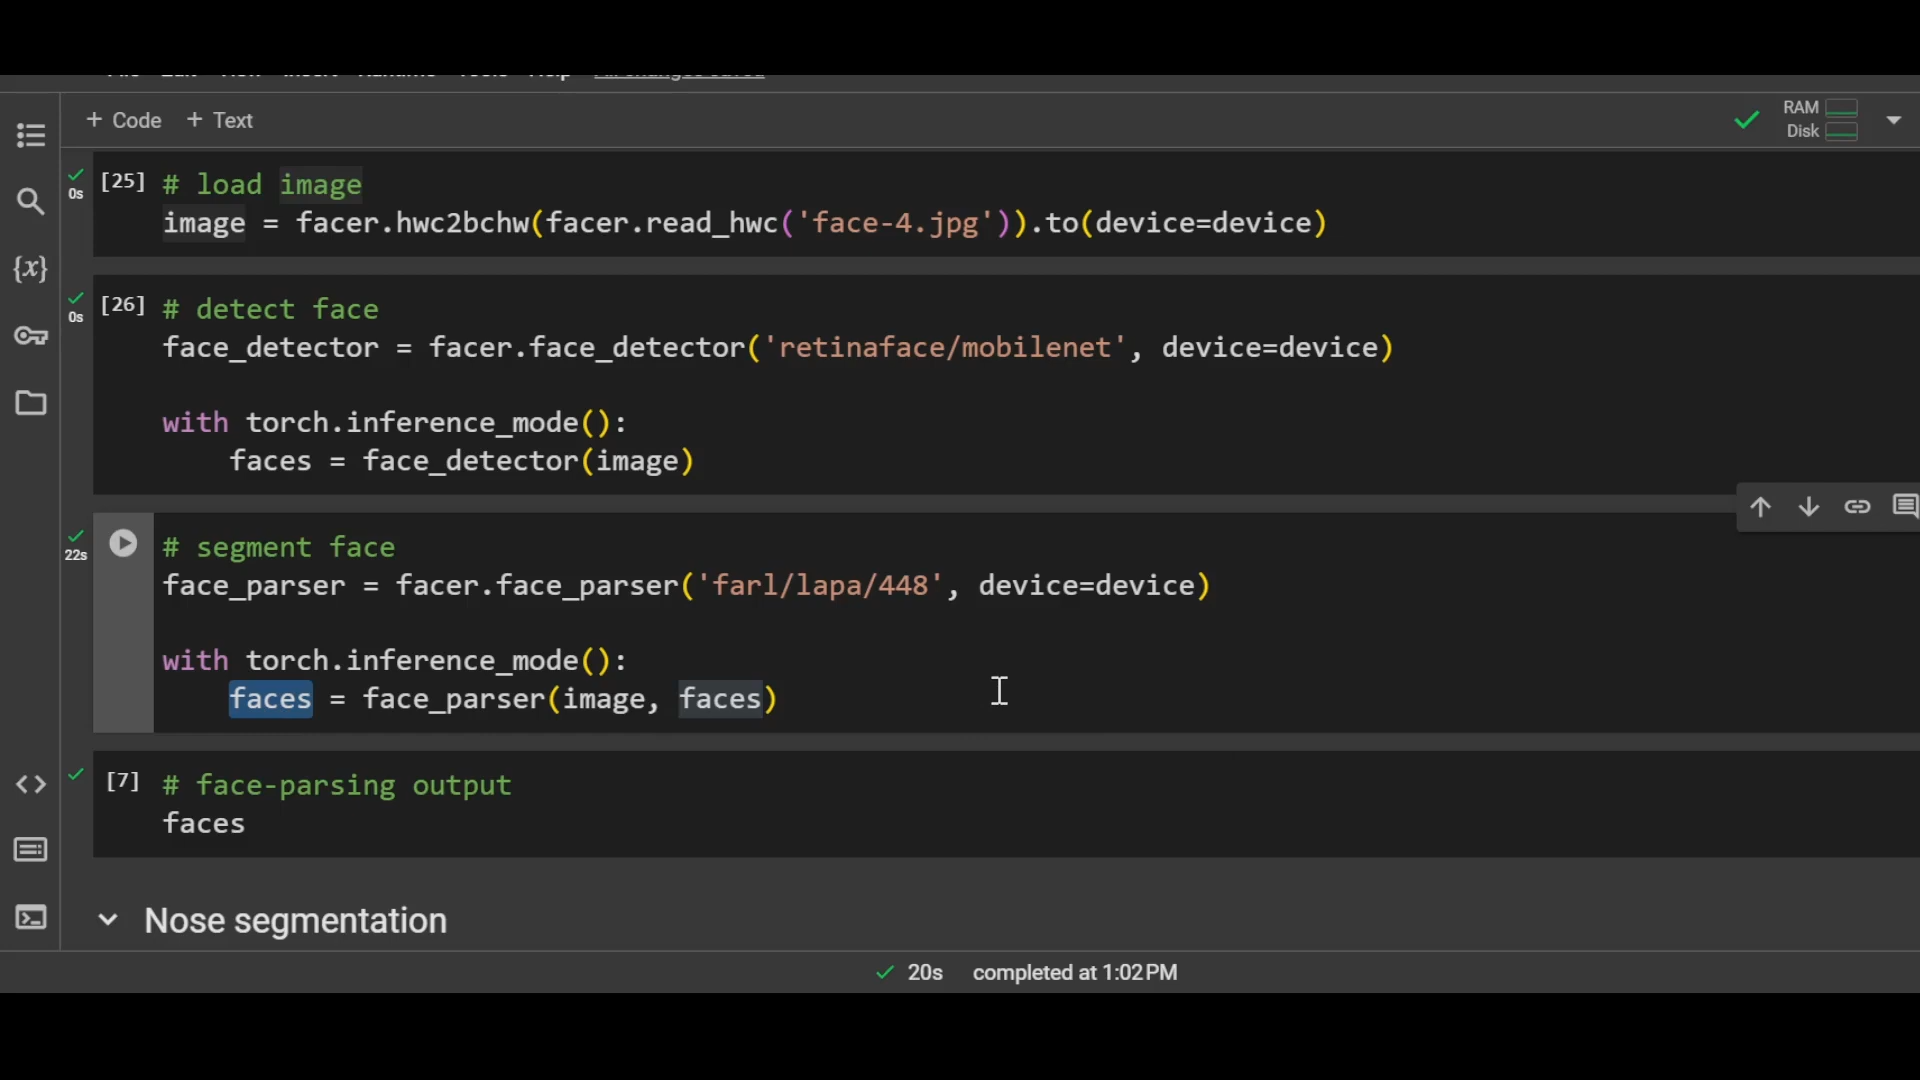 + Code + Text
RAM
Disk
0s
[25] # load image
image = facer.hwc2bchw(facer.read_hwc('face-4.jpg')).to(device=device)
0s
[26] # detect face
face_detector = facer.face_detector('retinaface/mobilenet', device=device)
with torch.inference_mode():
faces = face_detector(image)
22s
# segment face
face_parser = facer.face_parser('farl/lapa/448', device=device)
with torch.inference_mode():
faces = face_parser(image, faces)
[7] # face-parsing output
faces
Nose segmentation
20s completed at 1:02 PM